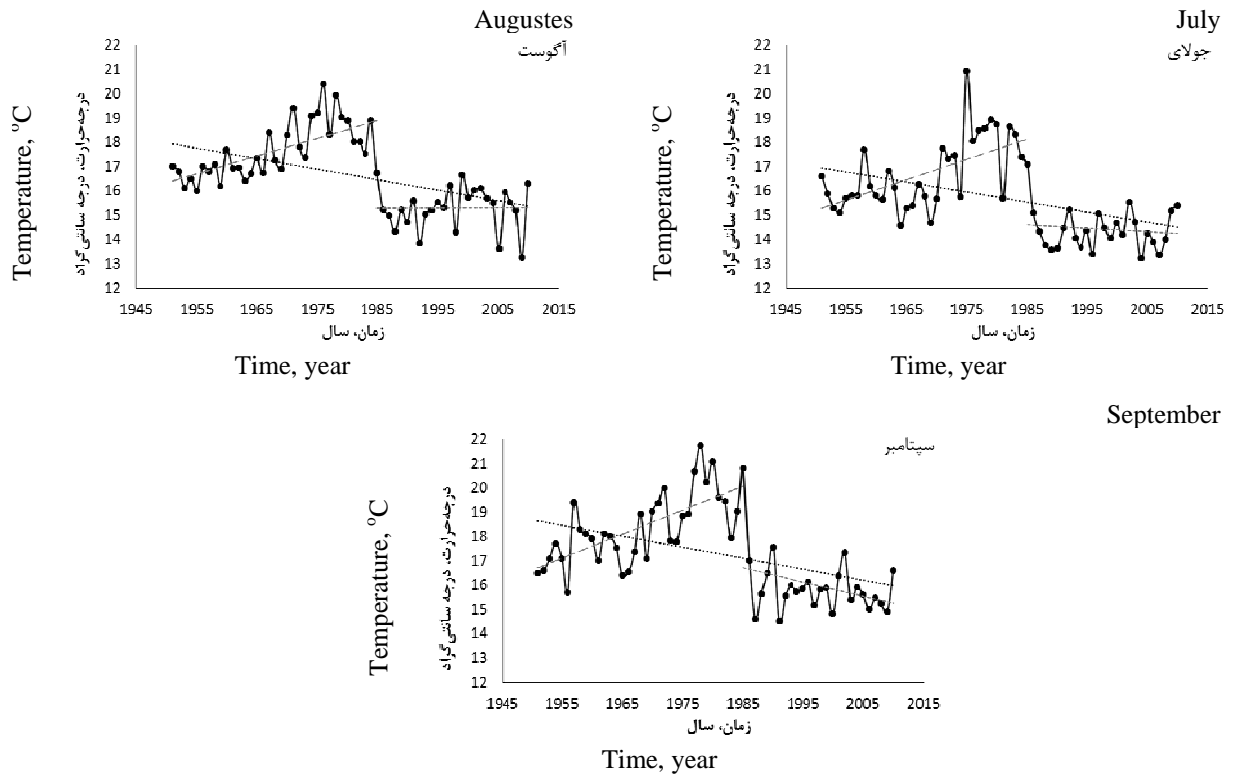 Augustes
آگوست
Temperature, °C
درجه‌حرارت، درجه سانتی‌گراد
22
21
20
19
18
17
16
15
14
13
12
1945 1955 1965 1975 1985 1995 2005 2015
زمان، سال
Time, year
July
جولای
Temperature, °C
درجه‌حرارت، درجه سانتی‌گراد
22
21
20
19
18
17
16
15
14
13
12
1945 1955 1965 1975 1985 1995 2005 2015
زمان، سال
Time, year
September
سپتامبر
Temperature, °C
درجه‌حرارت، درجه سانتی‌گراد
22
21
20
19
18
17
16
15
14
13
12
1945 1955 1965 1975 1985 1995 2005 2015
زمان، سال
Time, year